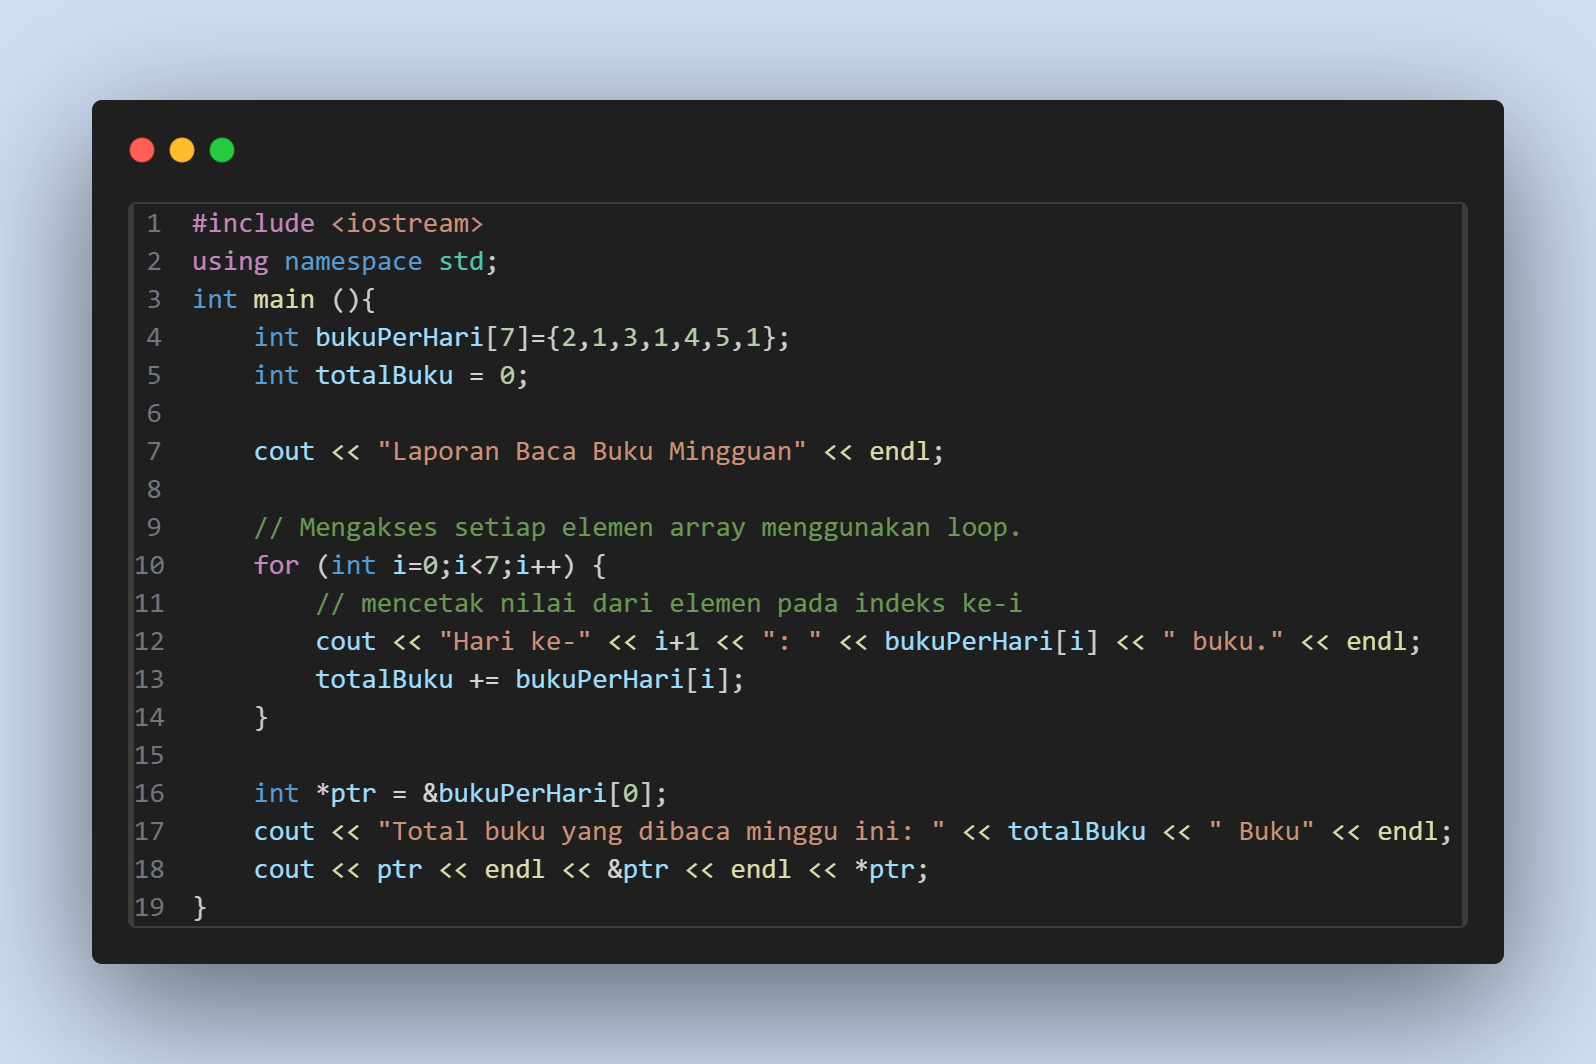 1 #include <iostream>
2 using namespace std;
3 int main (){
4     int bukuPerHari[7]={2,1,3,1,4,5,1};
5     int totalBuku = 0;
6
7     cout << "Laporan Baca Buku Mingguan" << endl;
8
9     // Mengakses setiap elemen array menggunakan loop.
10     for (int i=0;i<7;i++) {
11         // mencetak nilai dari elemen pada indeks ke-i
12         cout << "Hari ke-" << i+1 << ": " << bukuPerHari[i] << " buku." << endl;
13         totalBuku += bukuPerHari[i];
14     }
15
16     int *ptr = &bukuPerHari[0];
17     cout << "Total buku yang dibaca minggu ini: " << totalBuku << " Buku" << endl;
18     cout << ptr << endl << &ptr << endl << *ptr;
19 }